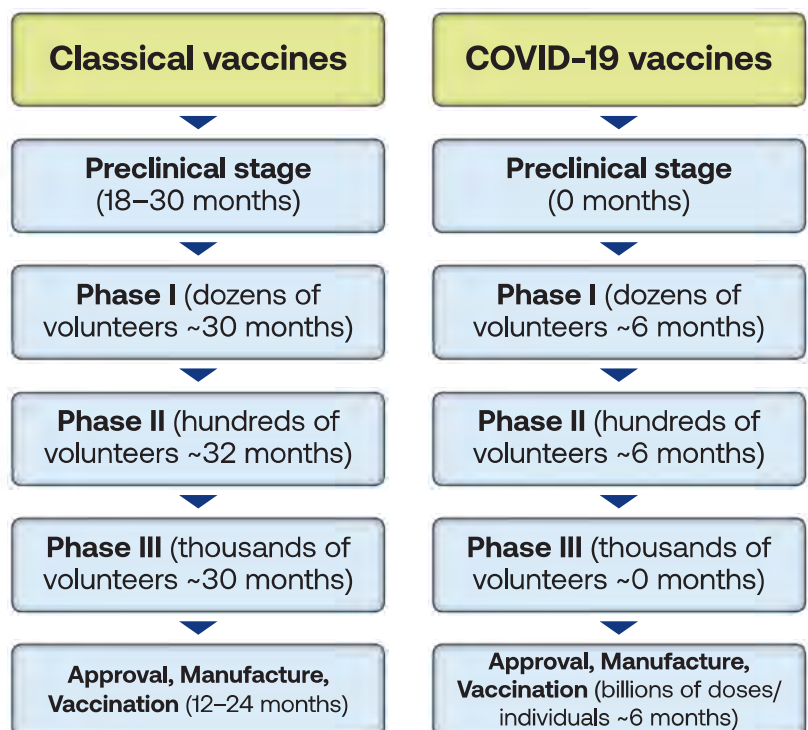 Classical vaccines
Preclinical stage
(18–30 months)
Phase I (dozens of
volunteers ~30 months)
Phase II (hundreds of
volunteers ~32 months)
Phase III (thousands of
volunteers ~30 months)
Approval, Manufacture,
Vaccination (12–24 months)
COVID-19 vaccines
Preclinical stage
(0 months)
Phase I (dozens of
volunteers ~6 months)
Phase II (hundreds of
volunteers ~6 months)
Phase III (thousands of
volunteers ~0 months)
Approval, Manufacture,
Vaccination (billions of doses/
individuals ~6 months)